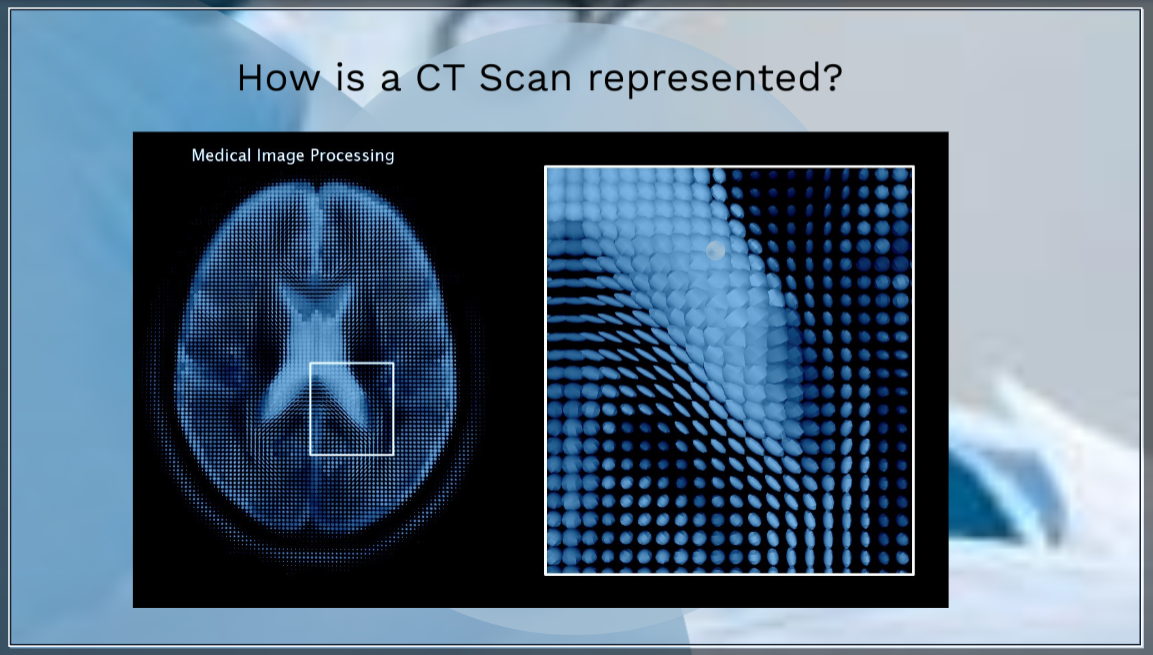 How is a CT Scan represented?
Medical Image Processing